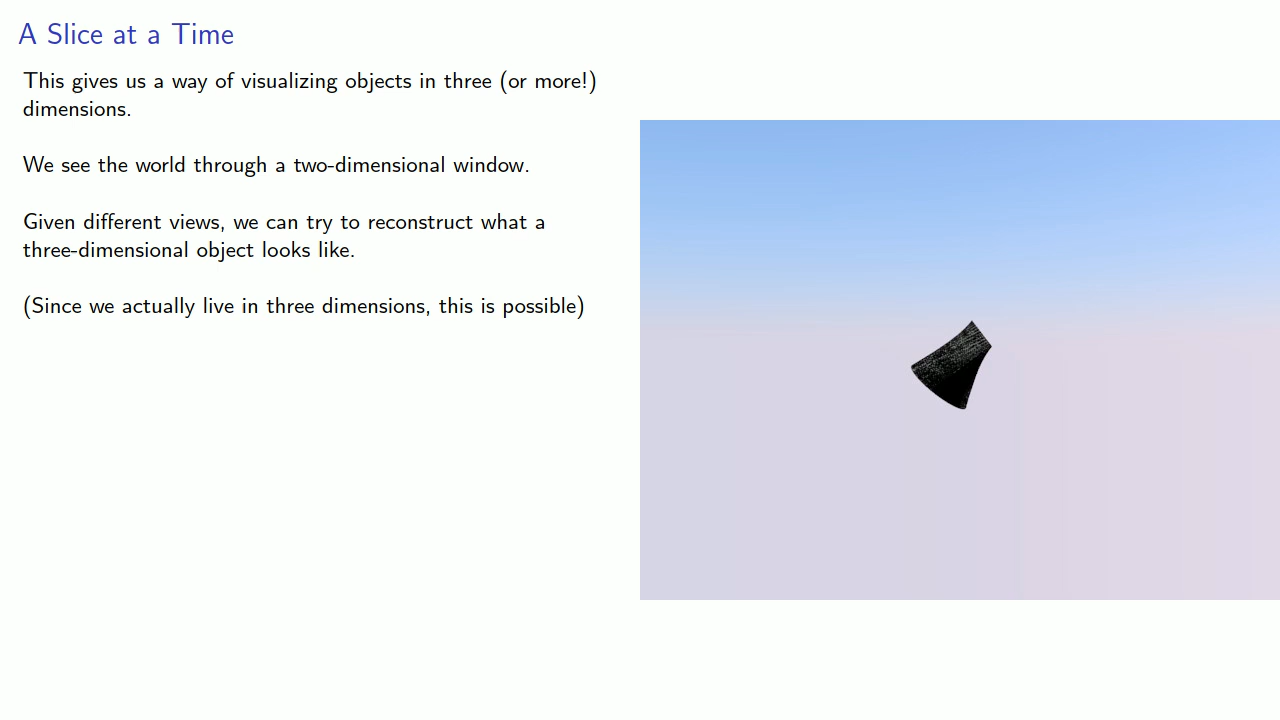 A Slice at a Time
This gives us a way of visualizing objects in three (or more!)
dimensions.
We see the world through a two-dimensional window.
Given different views, we can try to reconstruct what a
three-dimensional object looks like.
(Since we actually live in three dimensions, this is possible)